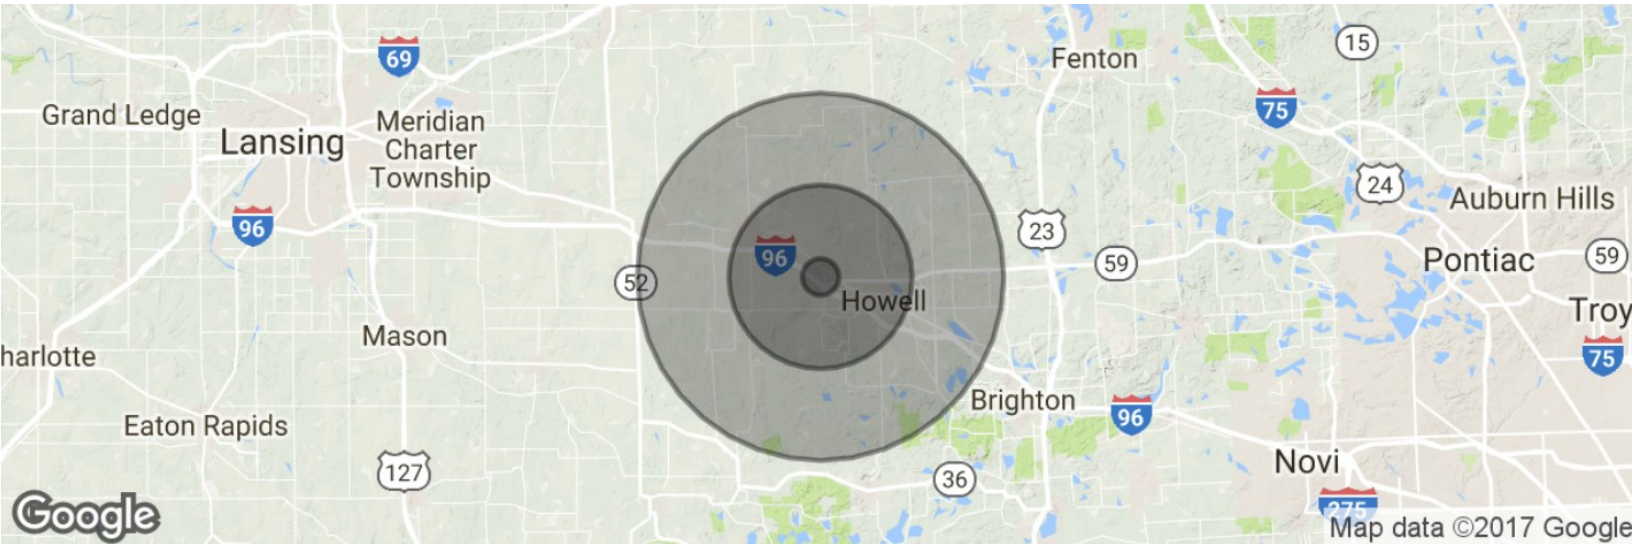 69
Fenton
15
Grand Ledge
Lansing
Meridian
Charter
Township
75
24
Auburn Hills
96
23
96
59
Pontiac
59
52
Howell
Troy
Mason
harlotte
75
Brighton
96
Eaton Rapids
127
36
Novi
275
Google
Map data ©2017 Google